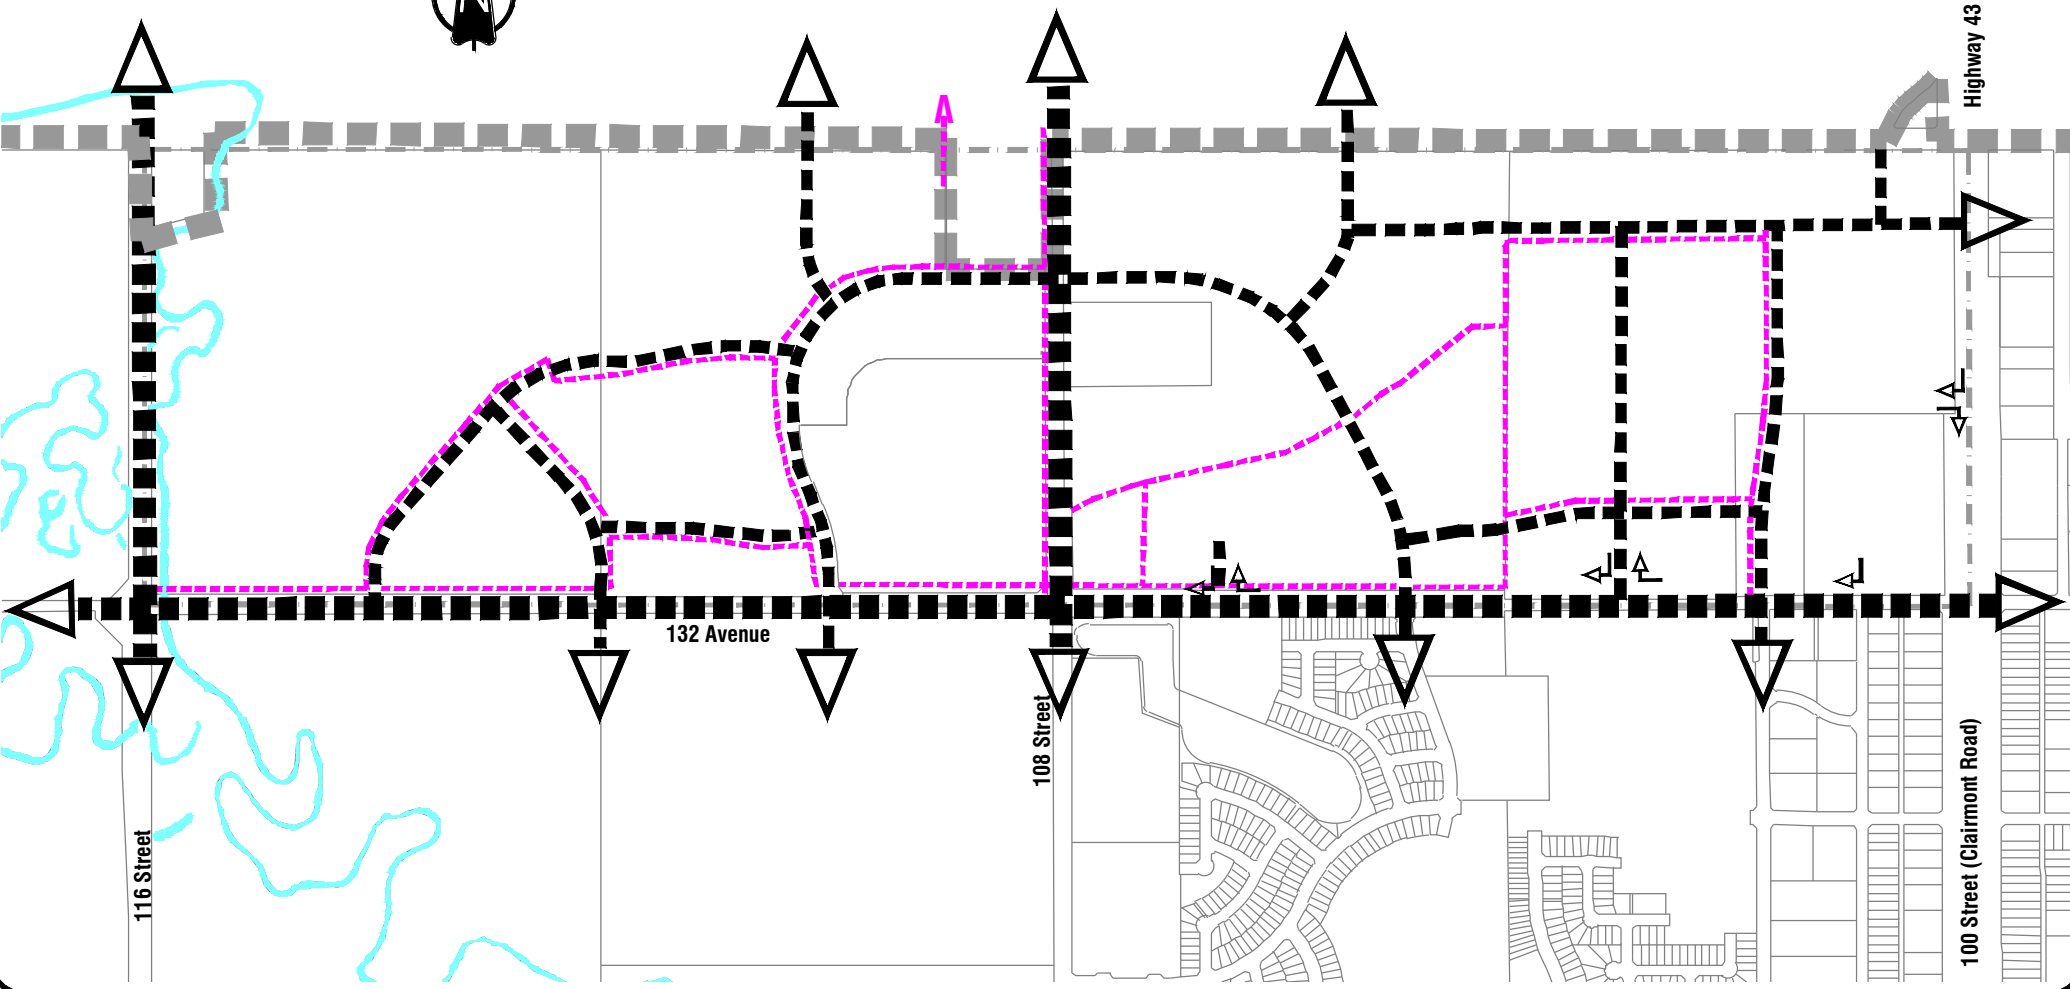 Highway 43
132 Avenue
108 Street
116 Street
100 Street (Clairmont Road)